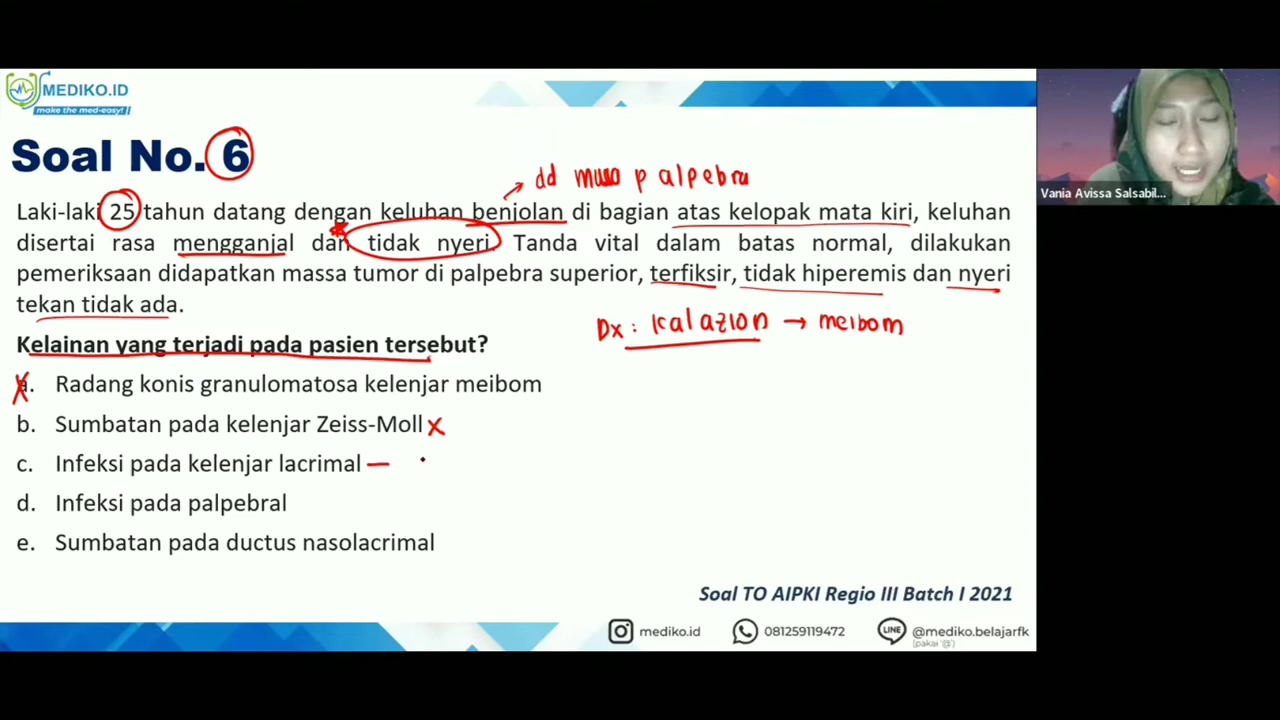 MEDIKO.ID
make the med-easy!
Vania Avissa Salsabil...
Soal No. 6
dd palpebra
Laki-laki 25 tahun datang dengan keluhan benjolan di bagian atas kelopak mata kiri, keluhan
disertai rasa mengganjal dan tidak nyeri. Tanda vital dalam batas normal, dilakukan
pemeriksaan didapatkan massa tumor di palpebra superior, terfiksir, tidak hiperemis dan nyeri
tekan tidak ada.
Dx: Kalazion → meibom
Kelainan yang terjadi pada pasien tersebut?
a. Radang konis granulomatosa kelenjar meibom
b. Sumbatan pada kelenjar Zeiss-Moll x
c. Infeksi pada kelenjar lacrimal
d. Infeksi pada palpebral
e. Sumbatan pada ductus nasolacrimal
Soal TO AIPKI Regio III Batch I 2021
mediko.id
081259119472
LINE
@mediko.belajarfk
(pakai '@')